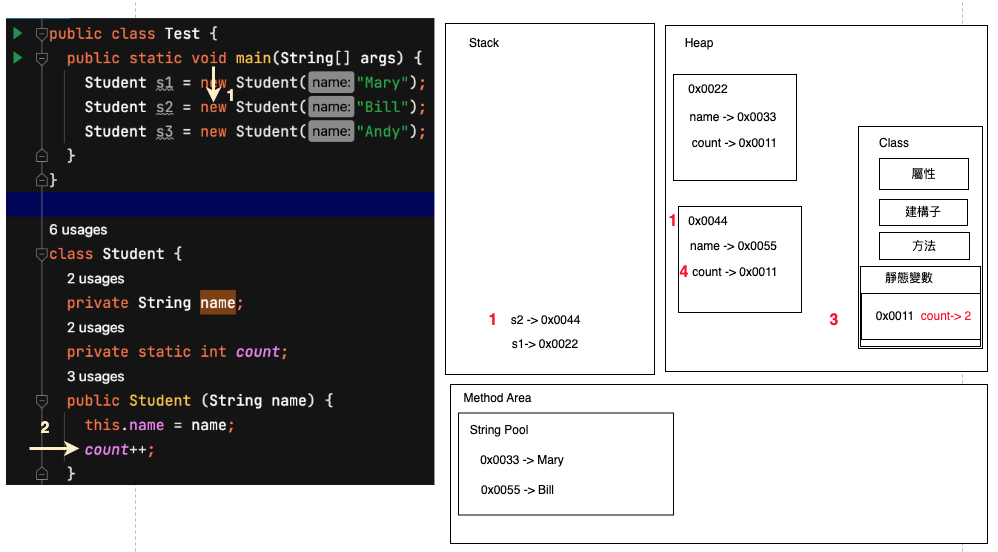 public class Test {
public static void main(String[] args) {
Student s1 = new Student( name: "Mary");
1
Student s2 = new Student( name: "Bill");
Student s3 = new Student( name: "Andy");
}
}
6 usages
class Student {
2 usages
private String name;
2 usages
private static int count;
3 usages
public Student (String name) {
2
this.name = name;
count++;
}
Stack
1
s2 -> 0x0044
s1-> 0x0022
Heap
0x0022
name -> 0x0033
count -> 0x0011
1
0x0044
name -> 0x0055
4
count -> 0x0011
Class
屬性
建構子
方法
靜態變數
3
0x0011 count-> 2
Method Area
String Pool
0x0033 -> Mary
0x0055 -> Bill